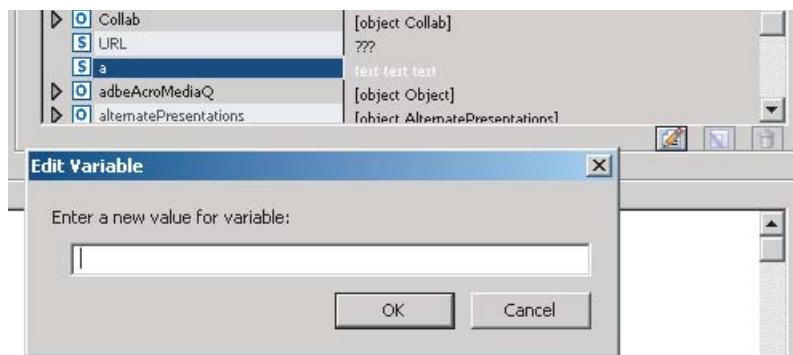 O Collab [object Collab]
S URL ???
S a text text text
O adbeAcroMediaQ [object Object]
O alternatePresentations [object AlternatePresentations]
Edit Variable
Enter a new value for variable:
OK Cancel